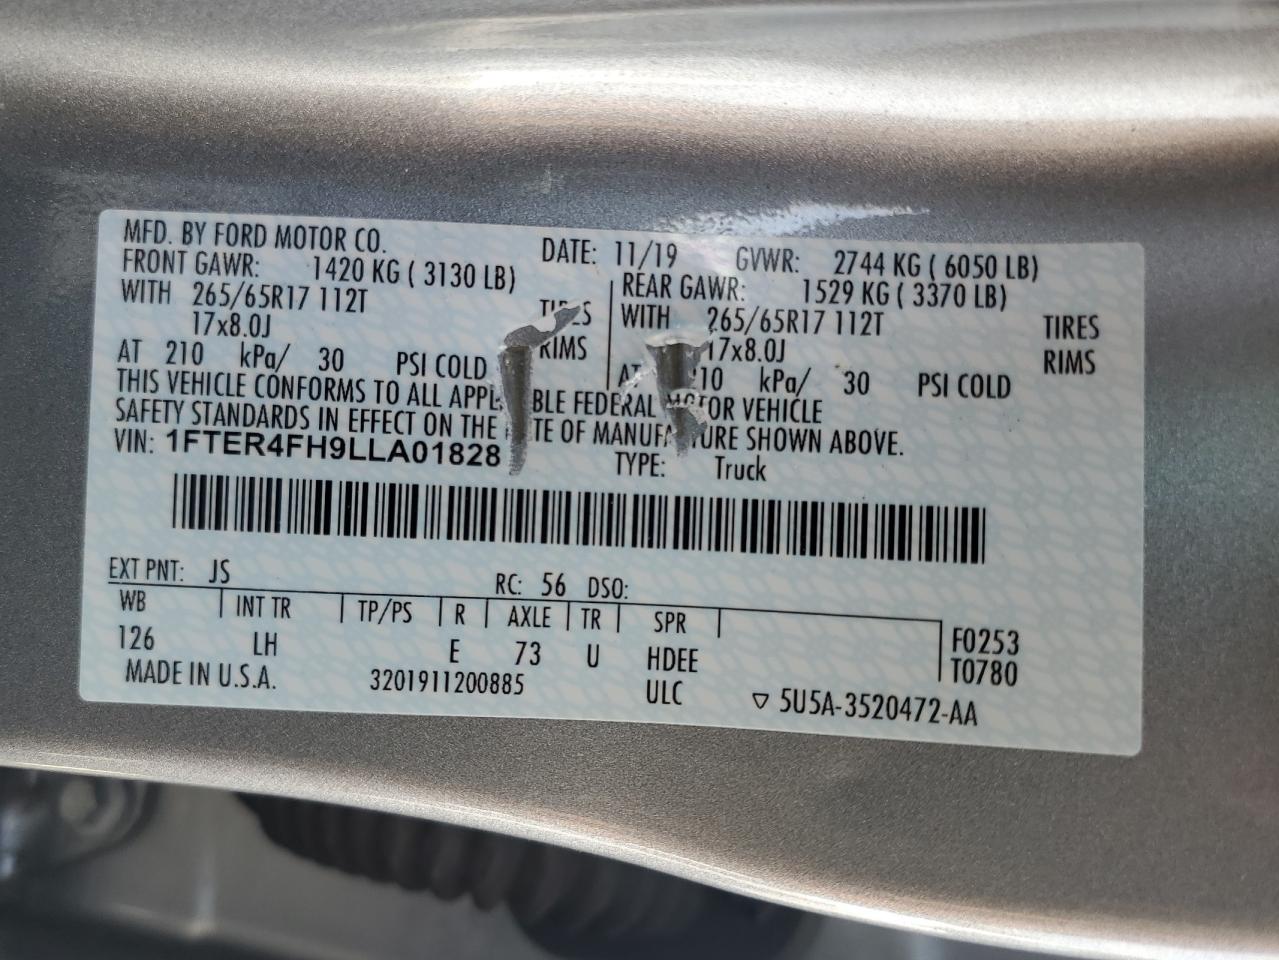 MFD. BY FORD MOTOR CO. DATE: 11/19 GVWR: 2744 KG ( 6050 LB)
FRONT GAWR: 1420 KG ( 3130 LB) REAR GAWR: 1529 KG ( 3370 LB)
WITH 265/65R17 112T WITH 265/65R17 112T TIRES
17x8.0J RIMS 17x8.0J RIMS
AT 210 kPa/ 30 PSI COLD AT kPa/ 30 PSI COLD
THIS VEHICLE CONFORMS TO ALL FEDERAL VEHICLE
SAFETY STANDARDS IN EFFECT ON THE OF SHOWN ABOVE.
VIN: 1FTER4FH9LLA01828 TYPE: Truck
EXT PNT: JS RC: 56 DSO:
WB INT TR TP/PS R AXLE TR SPR F0253
126 LH E 73 U HDEE T0780
MADE IN U.S.A. 3201911200885 ULC ▽ 5U5A-3520472-AA